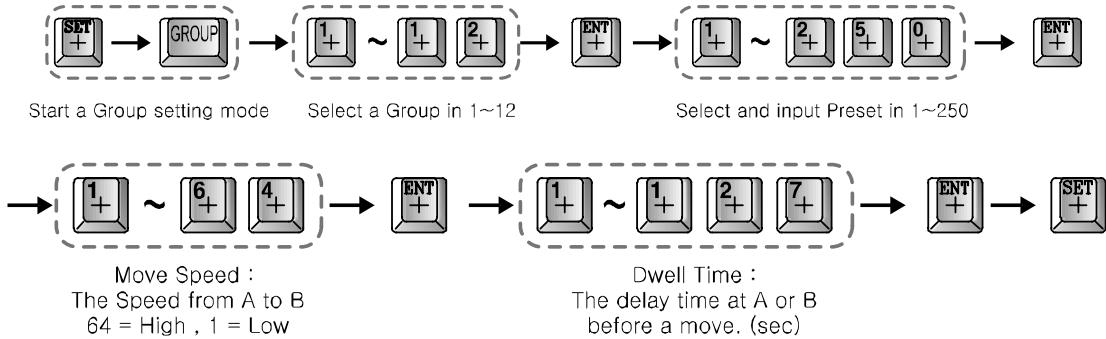 SET GROUP 1 ~ 1 2 ENT 1 ~ 2 5 0 ENT
Start a Group setting mode
Select a Group in 1~12
Select and input Preset in 1~250
1 ~ 6 4 ENT 1 ~ 1 2 7 ENT SET
Move Speed :
The Speed from A to B
64 = High , 1 = Low
Dwell Time :
The delay time at A or B
before a move. (sec)